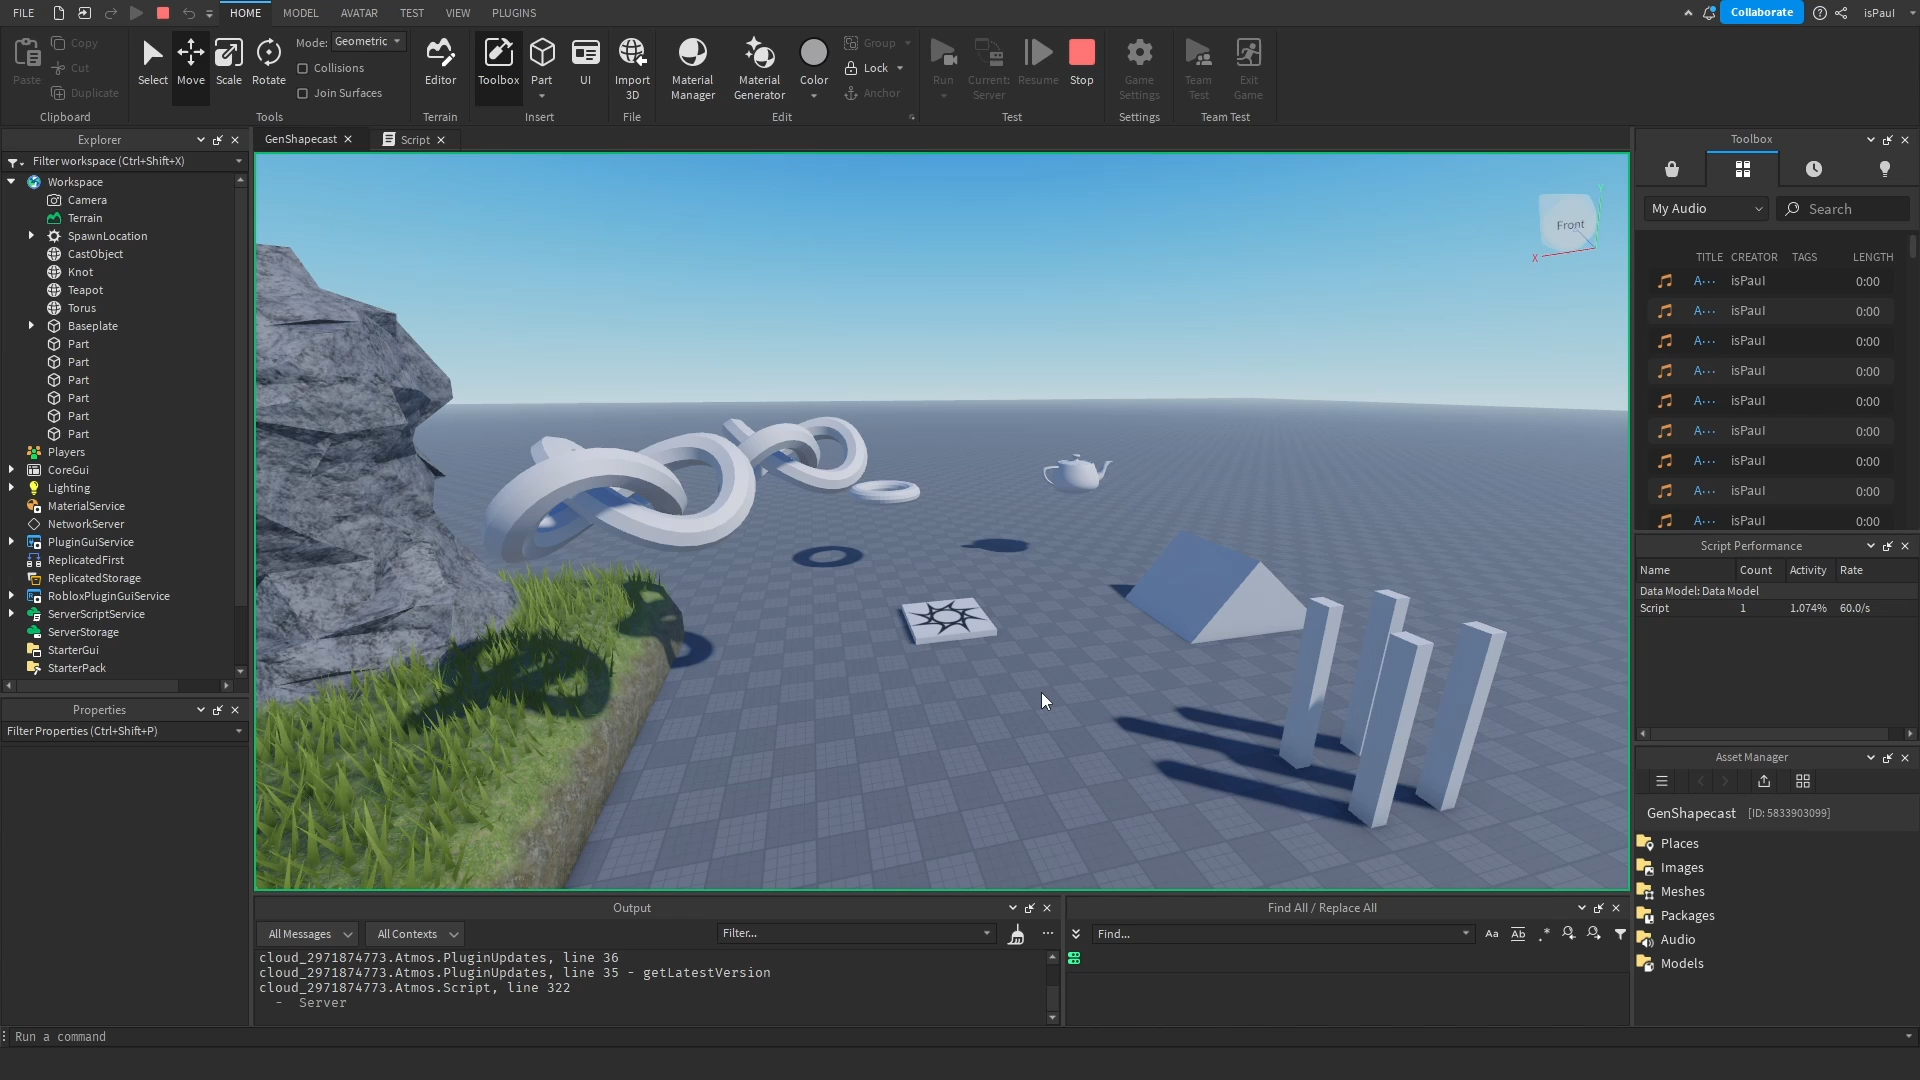 FILE
HOME
MODEL
AVATAR
TEST
VIEW
PLUGINS
Collaborate
isPaul
Paste
Copy
Cut
Duplicate
Clipboard
Select
Move
Scale
Rotate
Mode: Geometric
Collisions
Join Surfaces
Tools
Editor
Terrain
Toolbox
Part
UI
Insert
Import
3D
File
Material
Manager
Material
Generator
Color
Group
Lock
Anchor
Edit
Run
Current:
Server
Resume
Stop
Test
Game
Settings
Settings
Team
Test
Exit
Game
Team Test
Explorer
Filter workspace (Ctrl+Shift+X)
Workspace
Camera
Terrain
SpawnLocation
CastObject
Knot
Teapot
Torus
Baseplate
Part
Part
Part
Part
Part
Part
Players
CoreGui
Lighting
MaterialService
NetworkServer
PluginGuiService
ReplicatedFirst
ReplicatedStorage
RobloxPluginGuiService
ServerScriptService
ServerStorage
StarterGui
StarterPack
Properties
Filter Properties (Ctrl+Shift+P)
GenShapecast
Script
Front
Y
X
Toolbox
My Audio
Search
TITLE CREATOR TAGS LENGTH
A... isPaul 0:00
A... isPaul 0:00
A... isPaul 0:00
A... isPaul 0:00
A... isPaul 0:00
A... isPaul 0:00
A... isPaul 0:00
A... isPaul 0:00
A... isPaul 0:00
Script Performance
Name Count Activity Rate
Data Model: Data Model
Script 1 1.074% 60.0/s
Asset Manager
GenShapecast [ID: 5833903099]
Places
Images
Meshes
Packages
Audio
Models
Output
All Messages
All Contexts
Filter...
cloud_2971874773.Atmos.PluginUpdates, line 36
cloud_2971874773.Atmos.PluginUpdates, line 35 - getLatestVersion
cloud_2971874773.Atmos.Script, line 322
- Server
Find All / Replace All
Find...
Aa
Ab
.*
Run a command